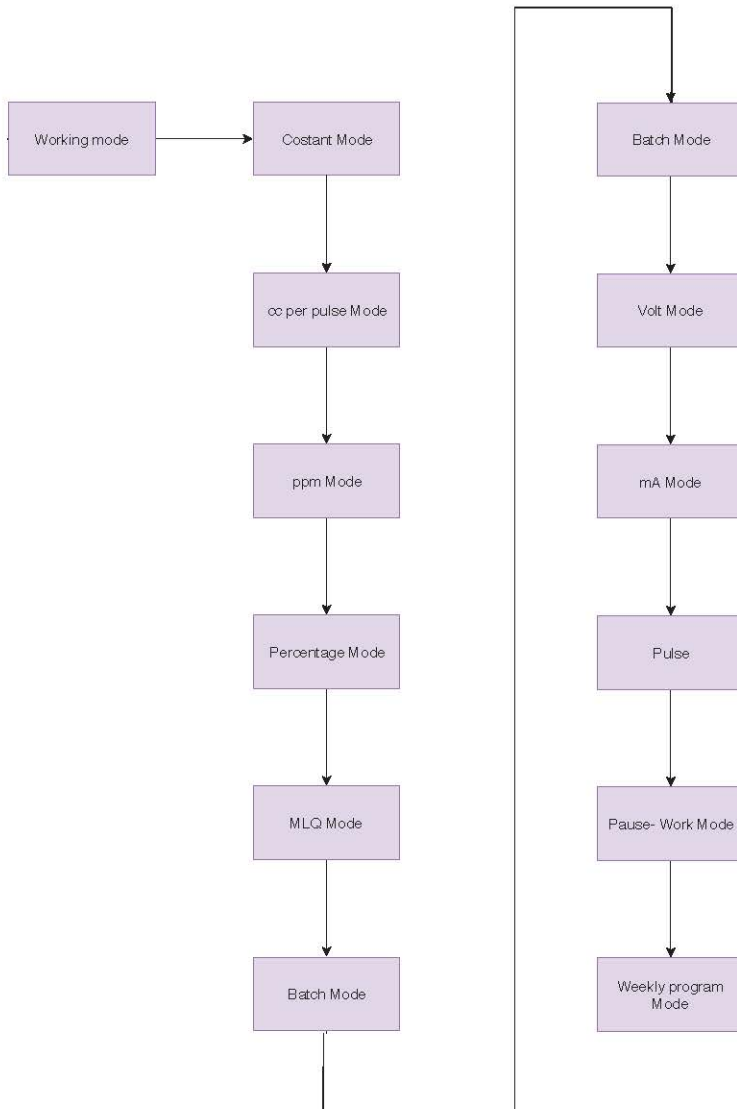 Working mode
Costant Mode
cc per pulse Mode
ppm Mode
Percentage Mode
MLQ Mode
Batch Mode
Batch Mode
Volt Mode
mA Mode
Pulse
Pause- Work Mode
Weekly program
Mode